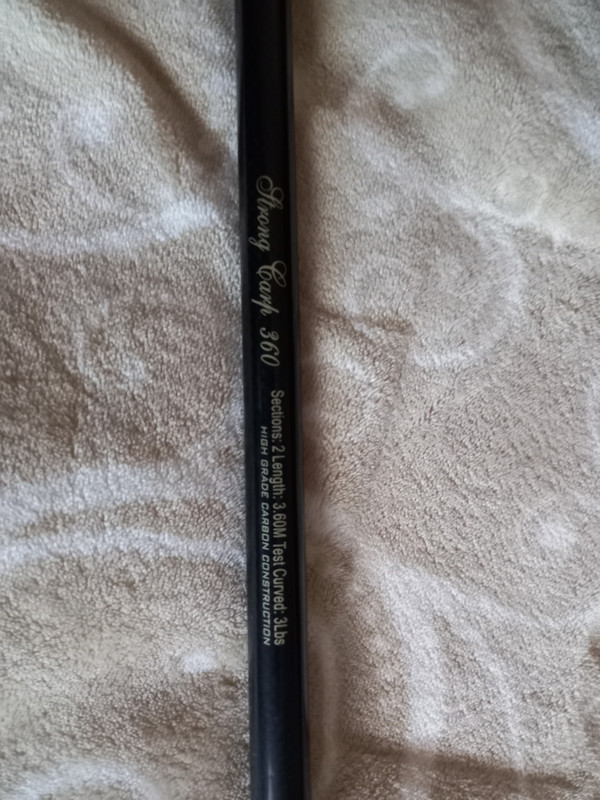 Strong Carp 360
Sections: 2 Length: 3.60M Test Curved: 3Lbs
HIGH GRADE CARBON CONSTRUCTION